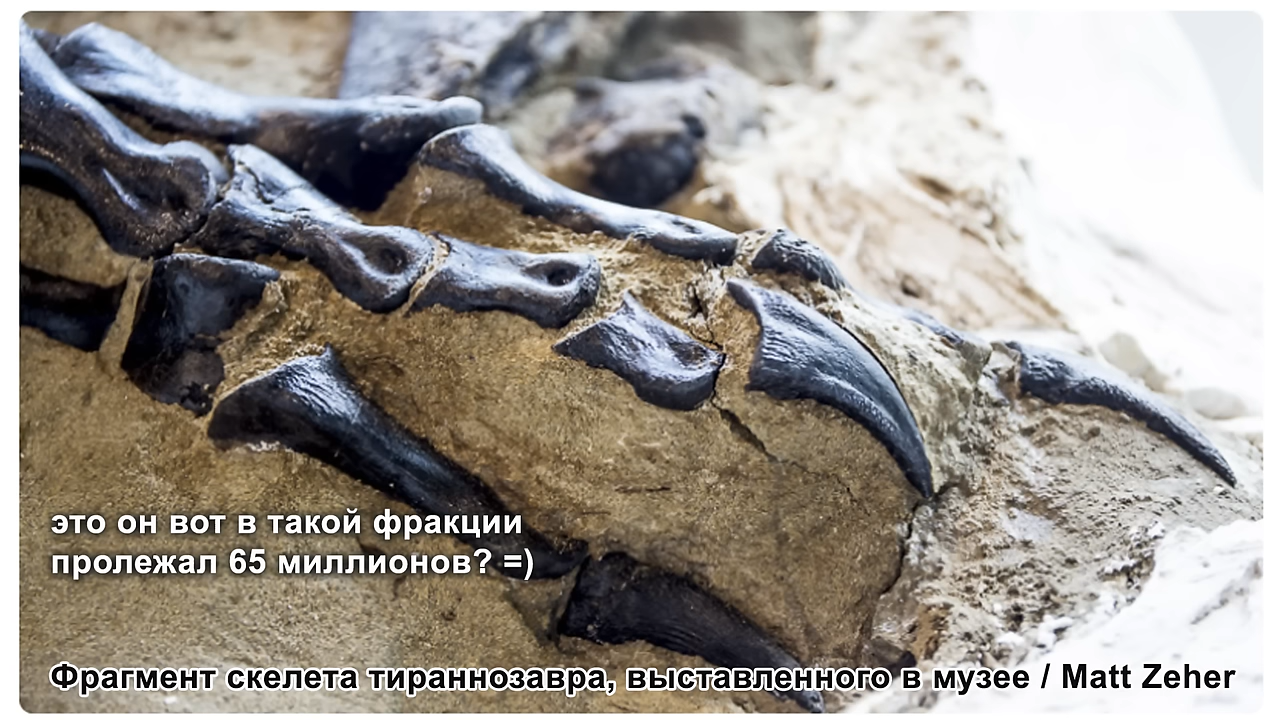 это он вот в такой фракции
пролежал 65 миллионов? =)
Фрагмент скелета тираннозавра, выставленного в музее / Matt Zeher